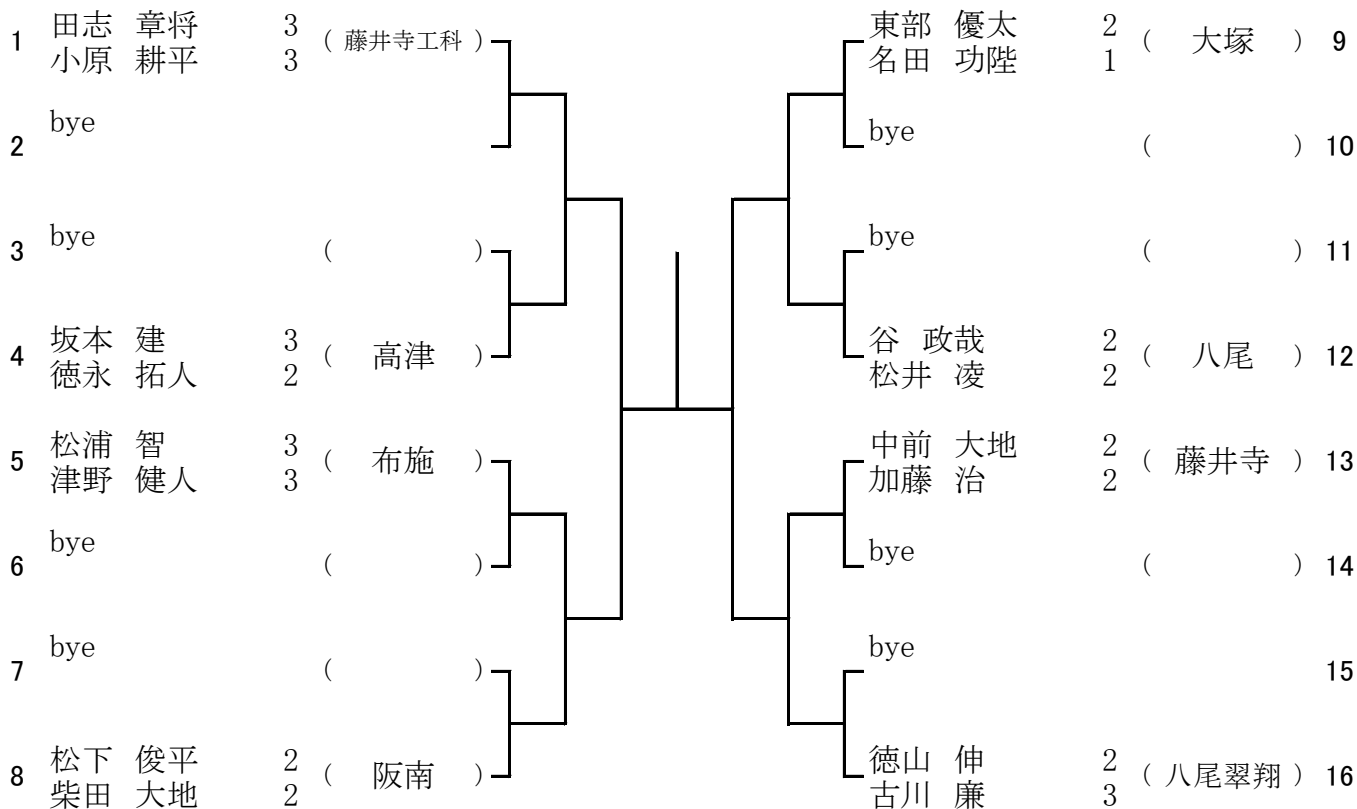 1 田志 章将 3 ( 藤井寺工科 )
小原 耕平 3
2 bye
3 bye ( )
4 坂本 建 3 ( 高津 )
徳永 拓人 2
5 松浦 智 3 ( 布施 )
津野 健人 3
6 bye ( )
7 bye ( )
8 松下 俊平 2 ( 阪南 )
柴田 大地 2
東部 優太 2 ( 大塚 ) 9
名田 功陛 1
bye ( ) 10
bye ( ) 11
谷 政哉 2 ( 八尾 ) 12
松井 凌 2
中前 大地 2 ( 藤井寺 ) 13
加藤 治 2
bye ( ) 14
bye 15
徳山 伸 2 ( 八尾翠翔 ) 16
古川 廉 3